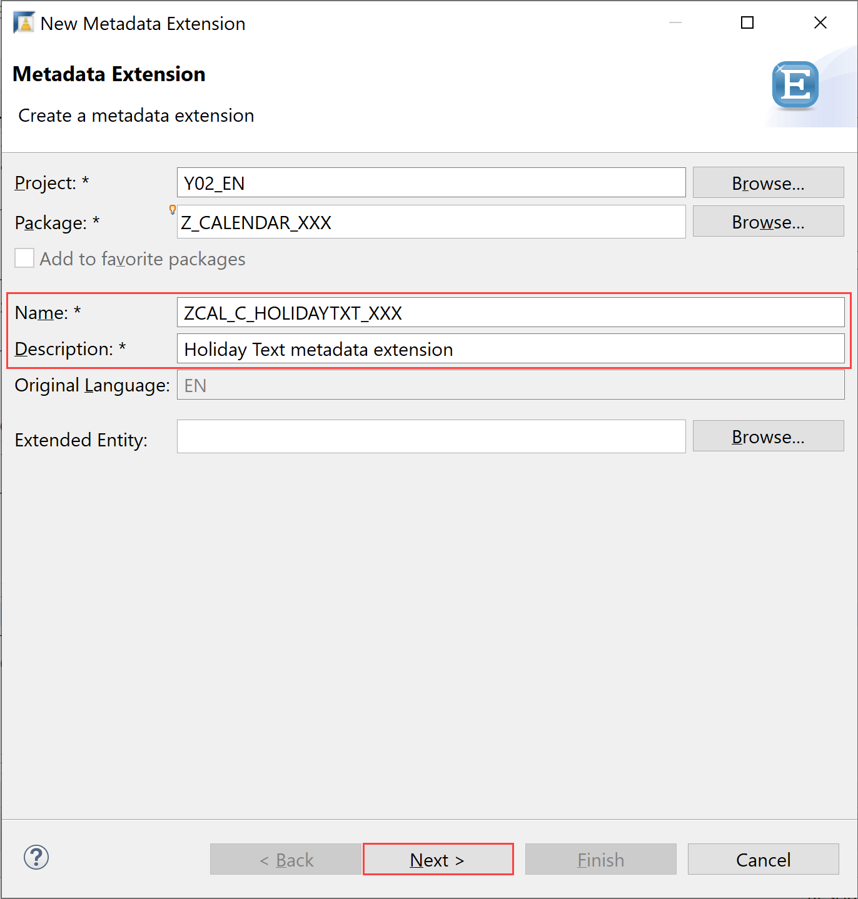 New Metadata Extension
Metadata Extension
Create a metadata extension
E
Project: * Y02_EN Browse...
Package: * Z_CALENDAR_XXX Browse...
Add to favorite packages
Name: * ZCAL_C_HOLIDAYTXT_XXX
Description: * Holiday Text metadata extension
Original Language: EN
Extended Entity: Browse...
? < Back Next > Finish Cancel